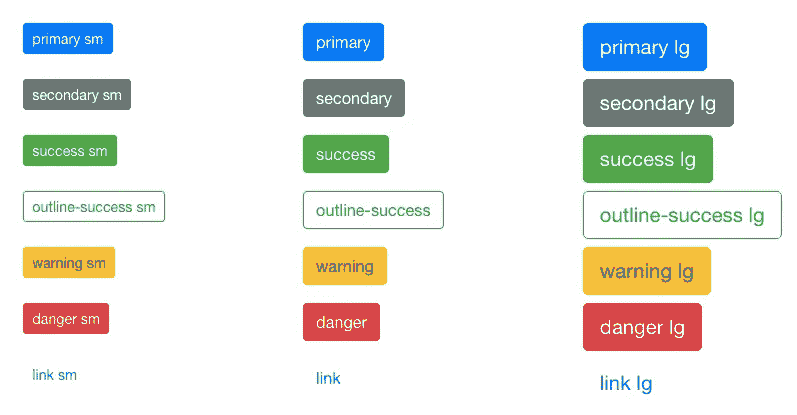 primary sm
primary
primary lg
secondary sm
secondary
secondary lg
success sm
success
success lg
outline-success sm
outline-success
outline-success lg
warning sm
warning
warning lg
danger sm
danger
danger lg
link sm
link
link lg